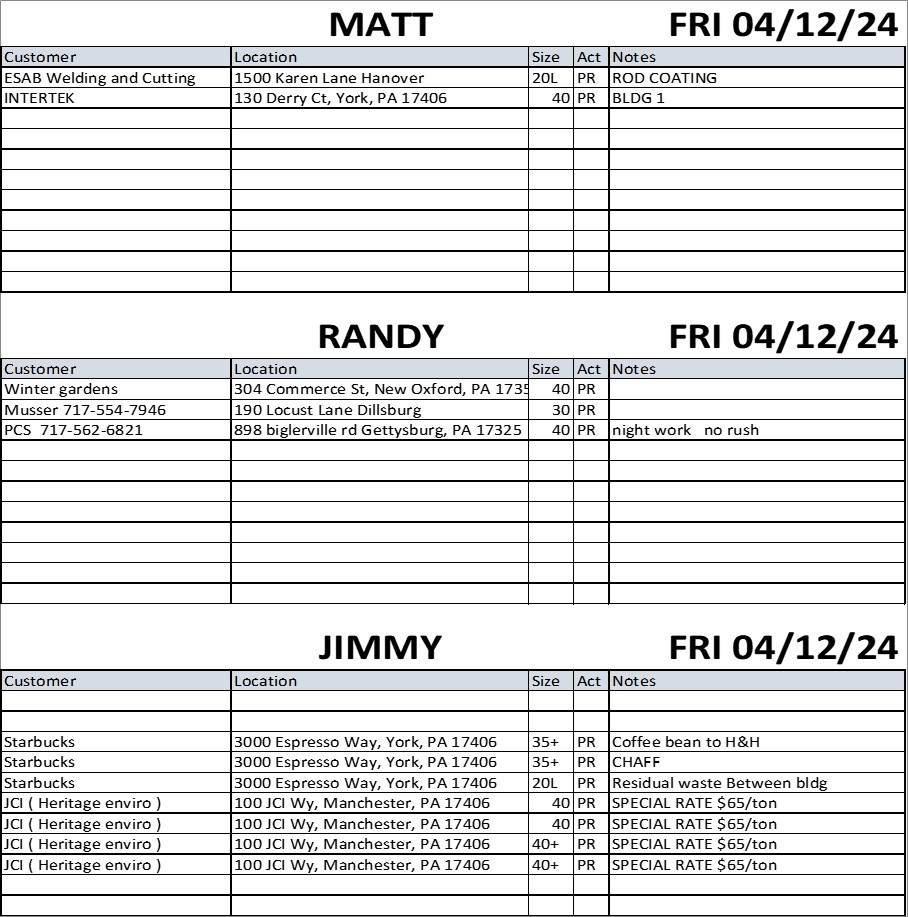 MATT FRI 04/12/24
Customer Location Size Act Notes
ESAB Welding and Cutting 1500 Karen Lane Hanover 20L PR ROD COATING
INTERTEK 130 Derry Ct, York, PA 17406 40 PR BLDG 1
RANDY FRI 04/12/24
Customer Location Size Act Notes
Winter gardens 304 Commerce St, New Oxford, PA 1735 40 PR
Musser 717-554-7946 190 Locust Lane Dillsburg 30 PR
PCS 717-562-6821 898 biglerville rd Gettysburg, PA 17325 40 PR night work no rush
JIMMY FRI 04/12/24
Customer Location Size Act Notes
Starbucks 3000 Espresso Way, York, PA 17406 35+ PR Coffee bean to H&H
Starbucks 3000 Espresso Way, York, PA 17406 35+ PR CHAFF
Starbucks 3000 Espresso Way, York, PA 17406 20L PR Residual waste Between bldg
JCI ( Heritage enviro ) 100 JCI Wy, Manchester, PA 17406 40 PR SPECIAL RATE $65/ton
JCI ( Heritage enviro ) 100 JCI Wy, Manchester, PA 17406 40 PR SPECIAL RATE $65/ton
JCI ( Heritage enviro ) 100 JCI Wy, Manchester, PA 17406 40+ PR SPECIAL RATE $65/ton
JCI ( Heritage enviro ) 100 JCI Wy, Manchester, PA 17406 40+ PR SPECIAL RATE $65/ton